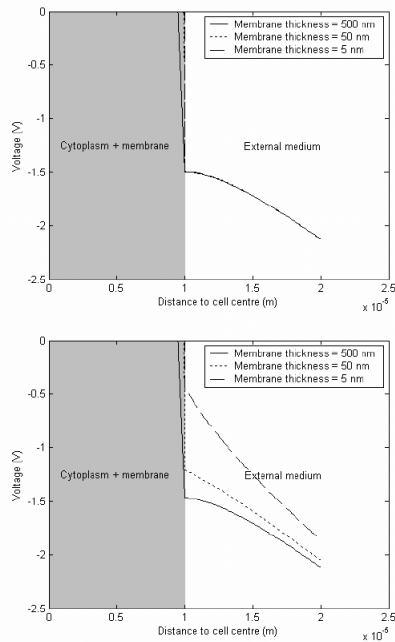 0
-0.5
-1
-1.5
-2
-2.5
Voltage (V)
Membrane thickness = 500 nm
Membrane thickness = 50 nm
Membrane thickness = 5 nm
Cytoplasm + membrane
External medium
0
0.5
1
1.5
2
2.5
Distance to cell centre (m)
x 10⁻⁵
0
-0.5
-1
-1.5
-2
-2.5
Voltage (V)
Membrane thickness = 500 nm
Membrane thickness = 50 nm
Membrane thickness = 5 nm
Cytoplasm + membrane
External medium
0
0.5
1
1.5
2
2.5
Distance to cell centre (m)
x 10⁻⁵